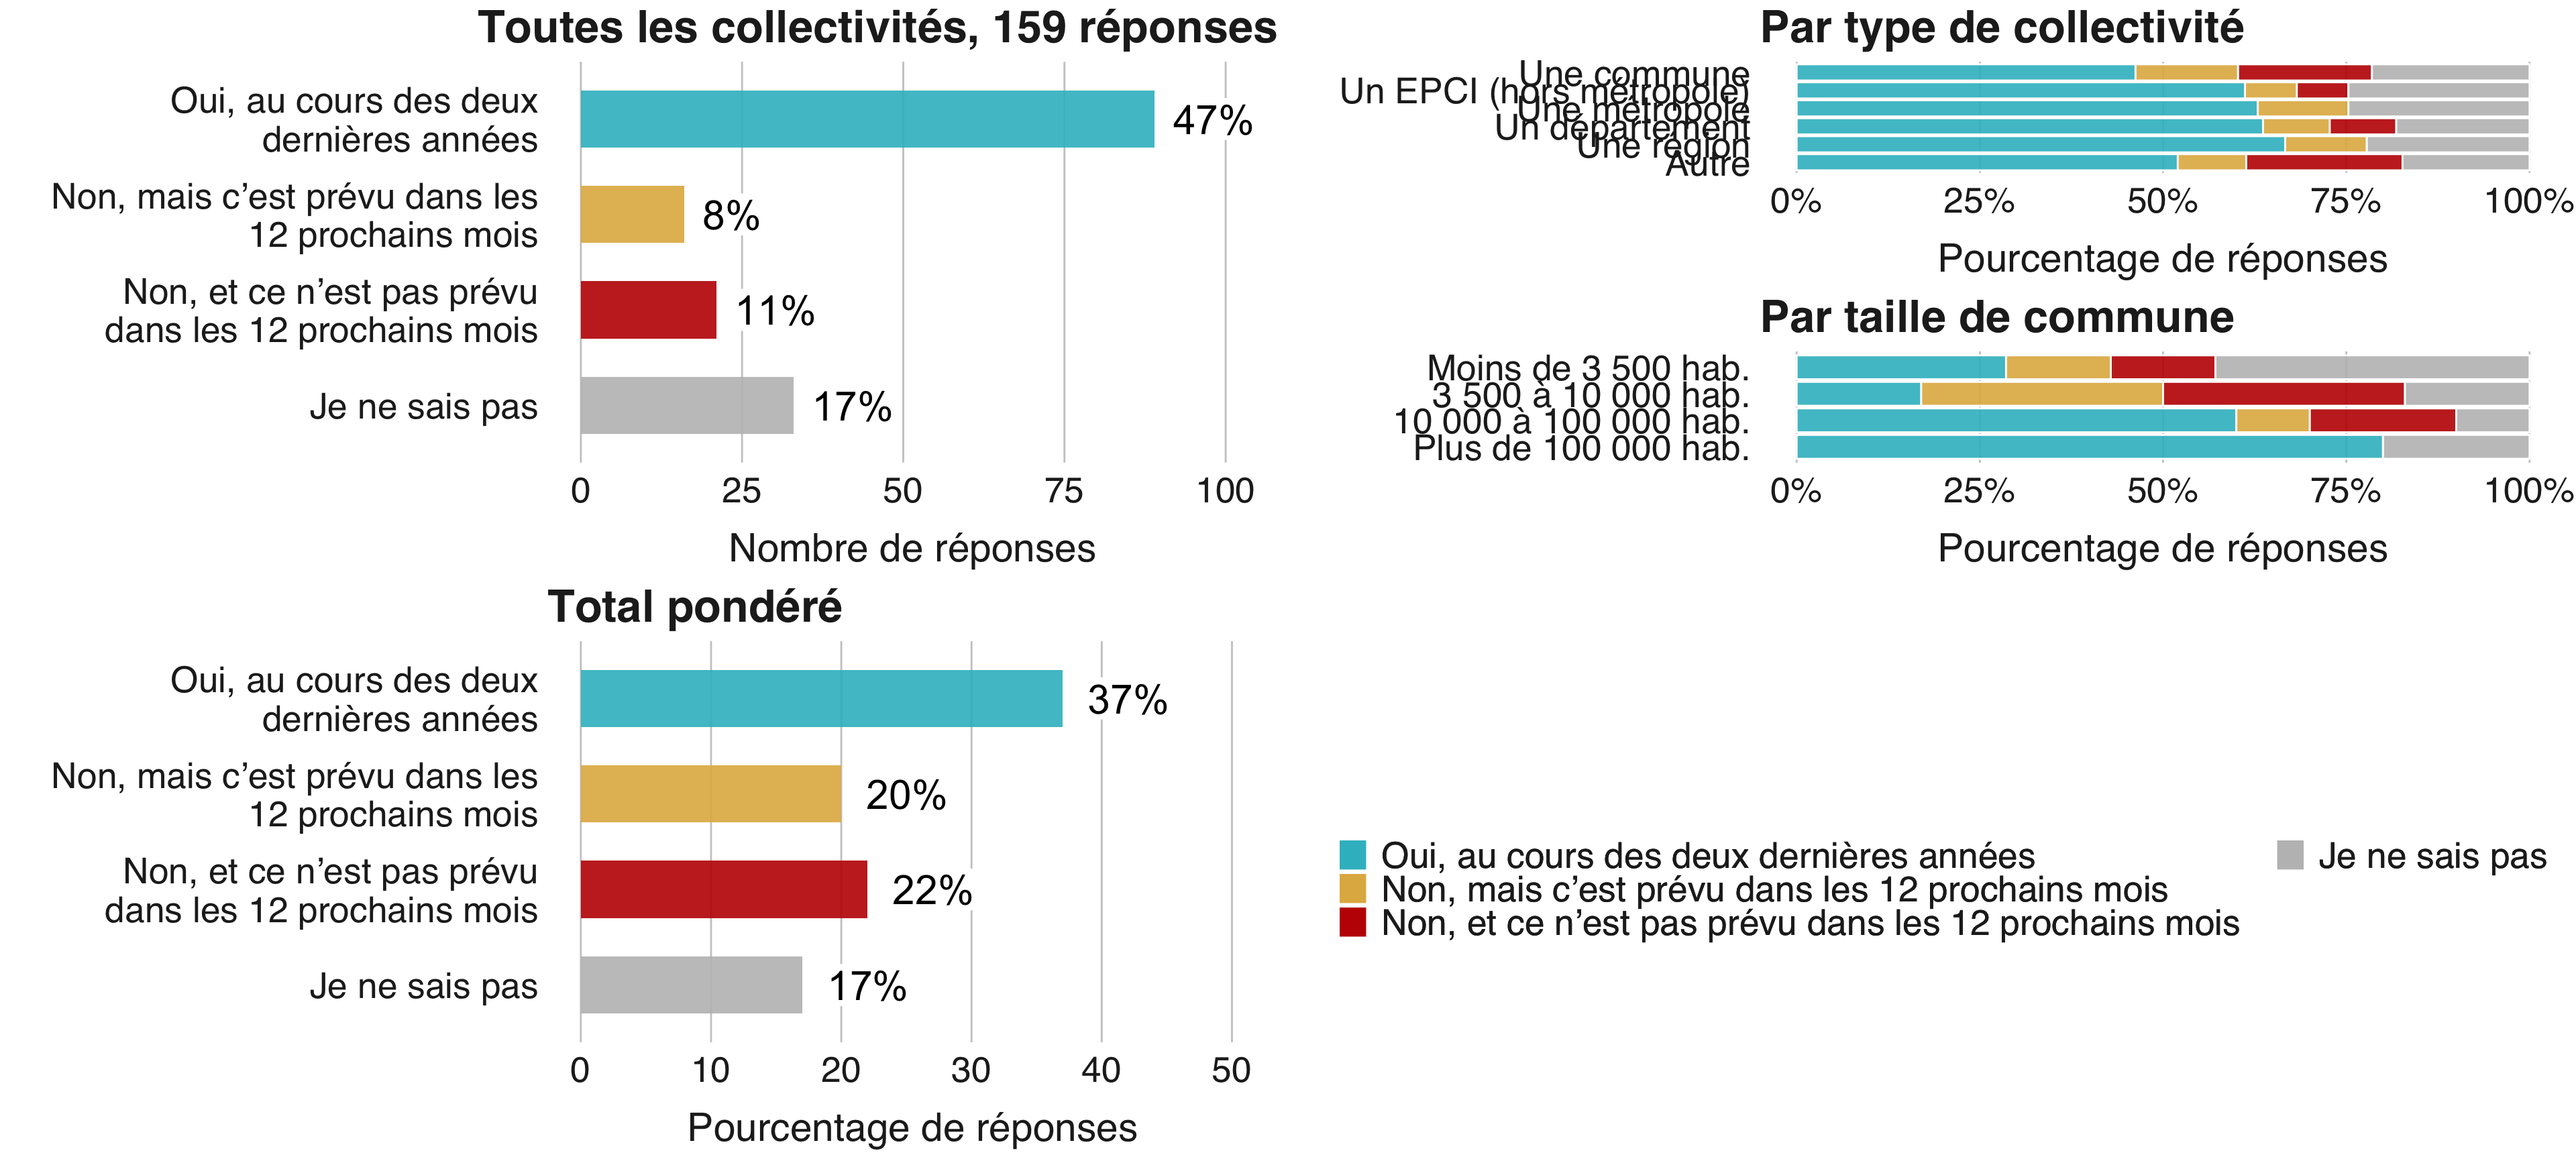 Toutes les collectivités, 159 réponses
Oui, au cours des deux
dernières années
47%
Non, mais c’est prévu dans les
12 prochains mois
8%
Non, et ce n’est pas prévu
dans les 12 prochains mois
11%
Je ne sais pas
17%
0 25 50 75 100
Nombre de réponses
Par type de collectivité
Une commune
Un EPCI (hors métropole)
Une métropole
Un département
Une région
Autre
0% 25% 50% 75% 100%
Pourcentage de réponses
Par taille de commune
Moins de 3 500 hab.
3 500 à 10 000 hab.
10 000 à 100 000 hab.
Plus de 100 000 hab.
0% 25% 50% 75% 100%
Pourcentage de réponses
Total pondéré
Oui, au cours des deux
dernières années
37%
Non, mais c’est prévu dans les
12 prochains mois
20%
Non, et ce n’est pas prévu
dans les 12 prochains mois
22%
Je ne sais pas
17%
0 10 20 30 40 50
Pourcentage de réponses
Oui, au cours des deux dernières années
Non, mais c’est prévu dans les 12 prochains mois
Non, et ce n’est pas prévu dans les 12 prochains mois
Je ne sais pas